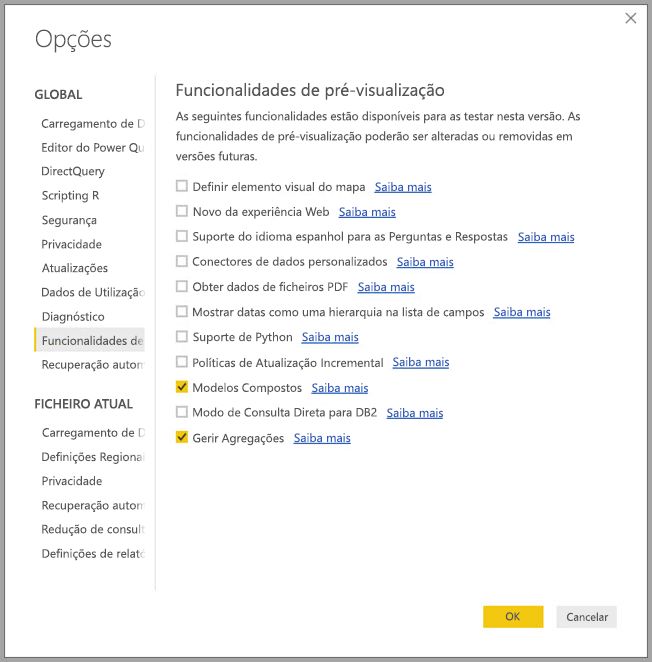 Opções
GLOBAL
Carregamento de D
Editor do Power Qu
DirectQuery
Scripting R
Segurança
Privacidade
Atualizações
Dados de Utilização
Diagnóstico
Funcionalidades de
Recuperação autom
FICHEIRO ATUAL
Carregamento de D
Definições Regionai
Privacidade
Recuperação autom
Redução de consult
Definições de relató
Funcionalidades de pré-visualização
As seguintes funcionalidades estão disponíveis para as testar nesta versão. As
funcionalidades de pré-visualização poderão ser alteradas ou removidas em
versões futuras.
Definir elemento visual do mapa Saiba mais
Novo da experiência Web Saiba mais
Suporte do idioma espanhol para as Perguntas e Respostas Saiba mais
Conectores de dados personalizados Saiba mais
Obter dados de ficheiros PDF Saiba mais
Mostrar datas como uma hierarquia na lista de campos Saiba mais
Suporte de Python Saiba mais
Políticas de Atualização Incremental Saiba mais
Modelos Compostos Saiba mais
Modo de Consulta Direta para DB2 Saiba mais
Gerir Agregações Saiba mais
OK
Cancelar